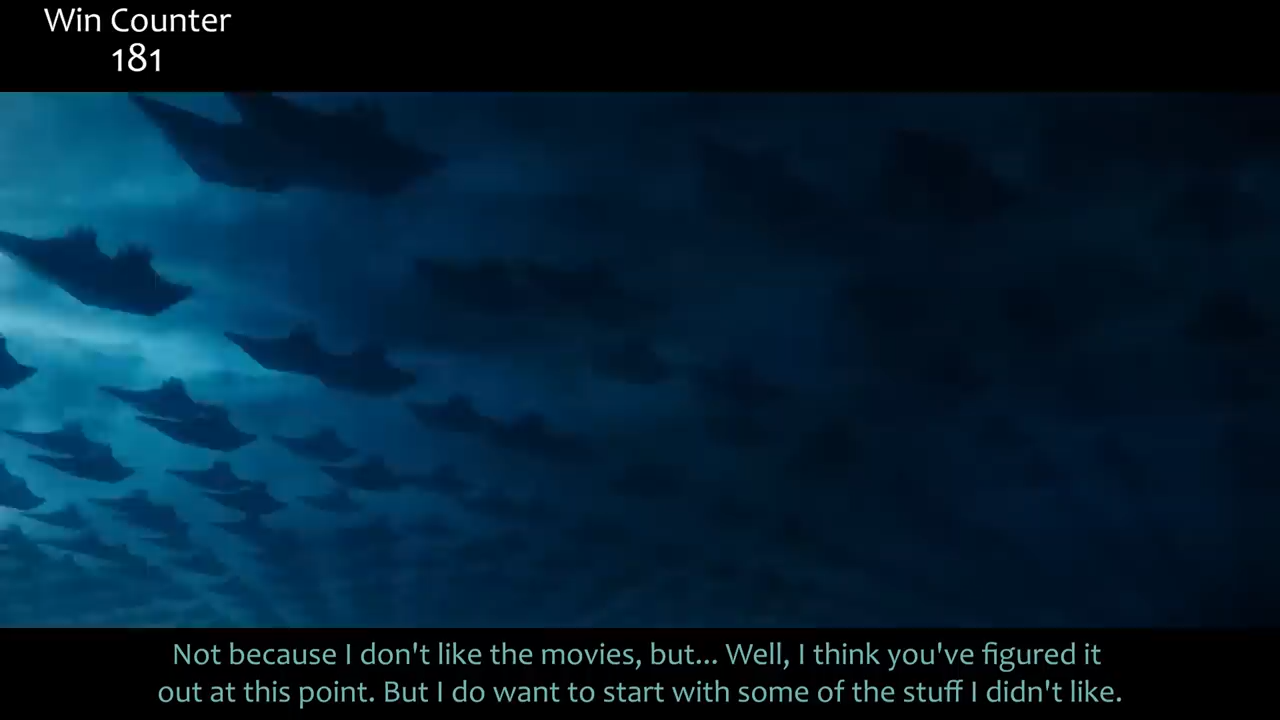 Win Counter
181
Not because I don't like the movies, but... Well, I think you've figured it
out at this point. But I do want to start with some of the stuff I didn't like.